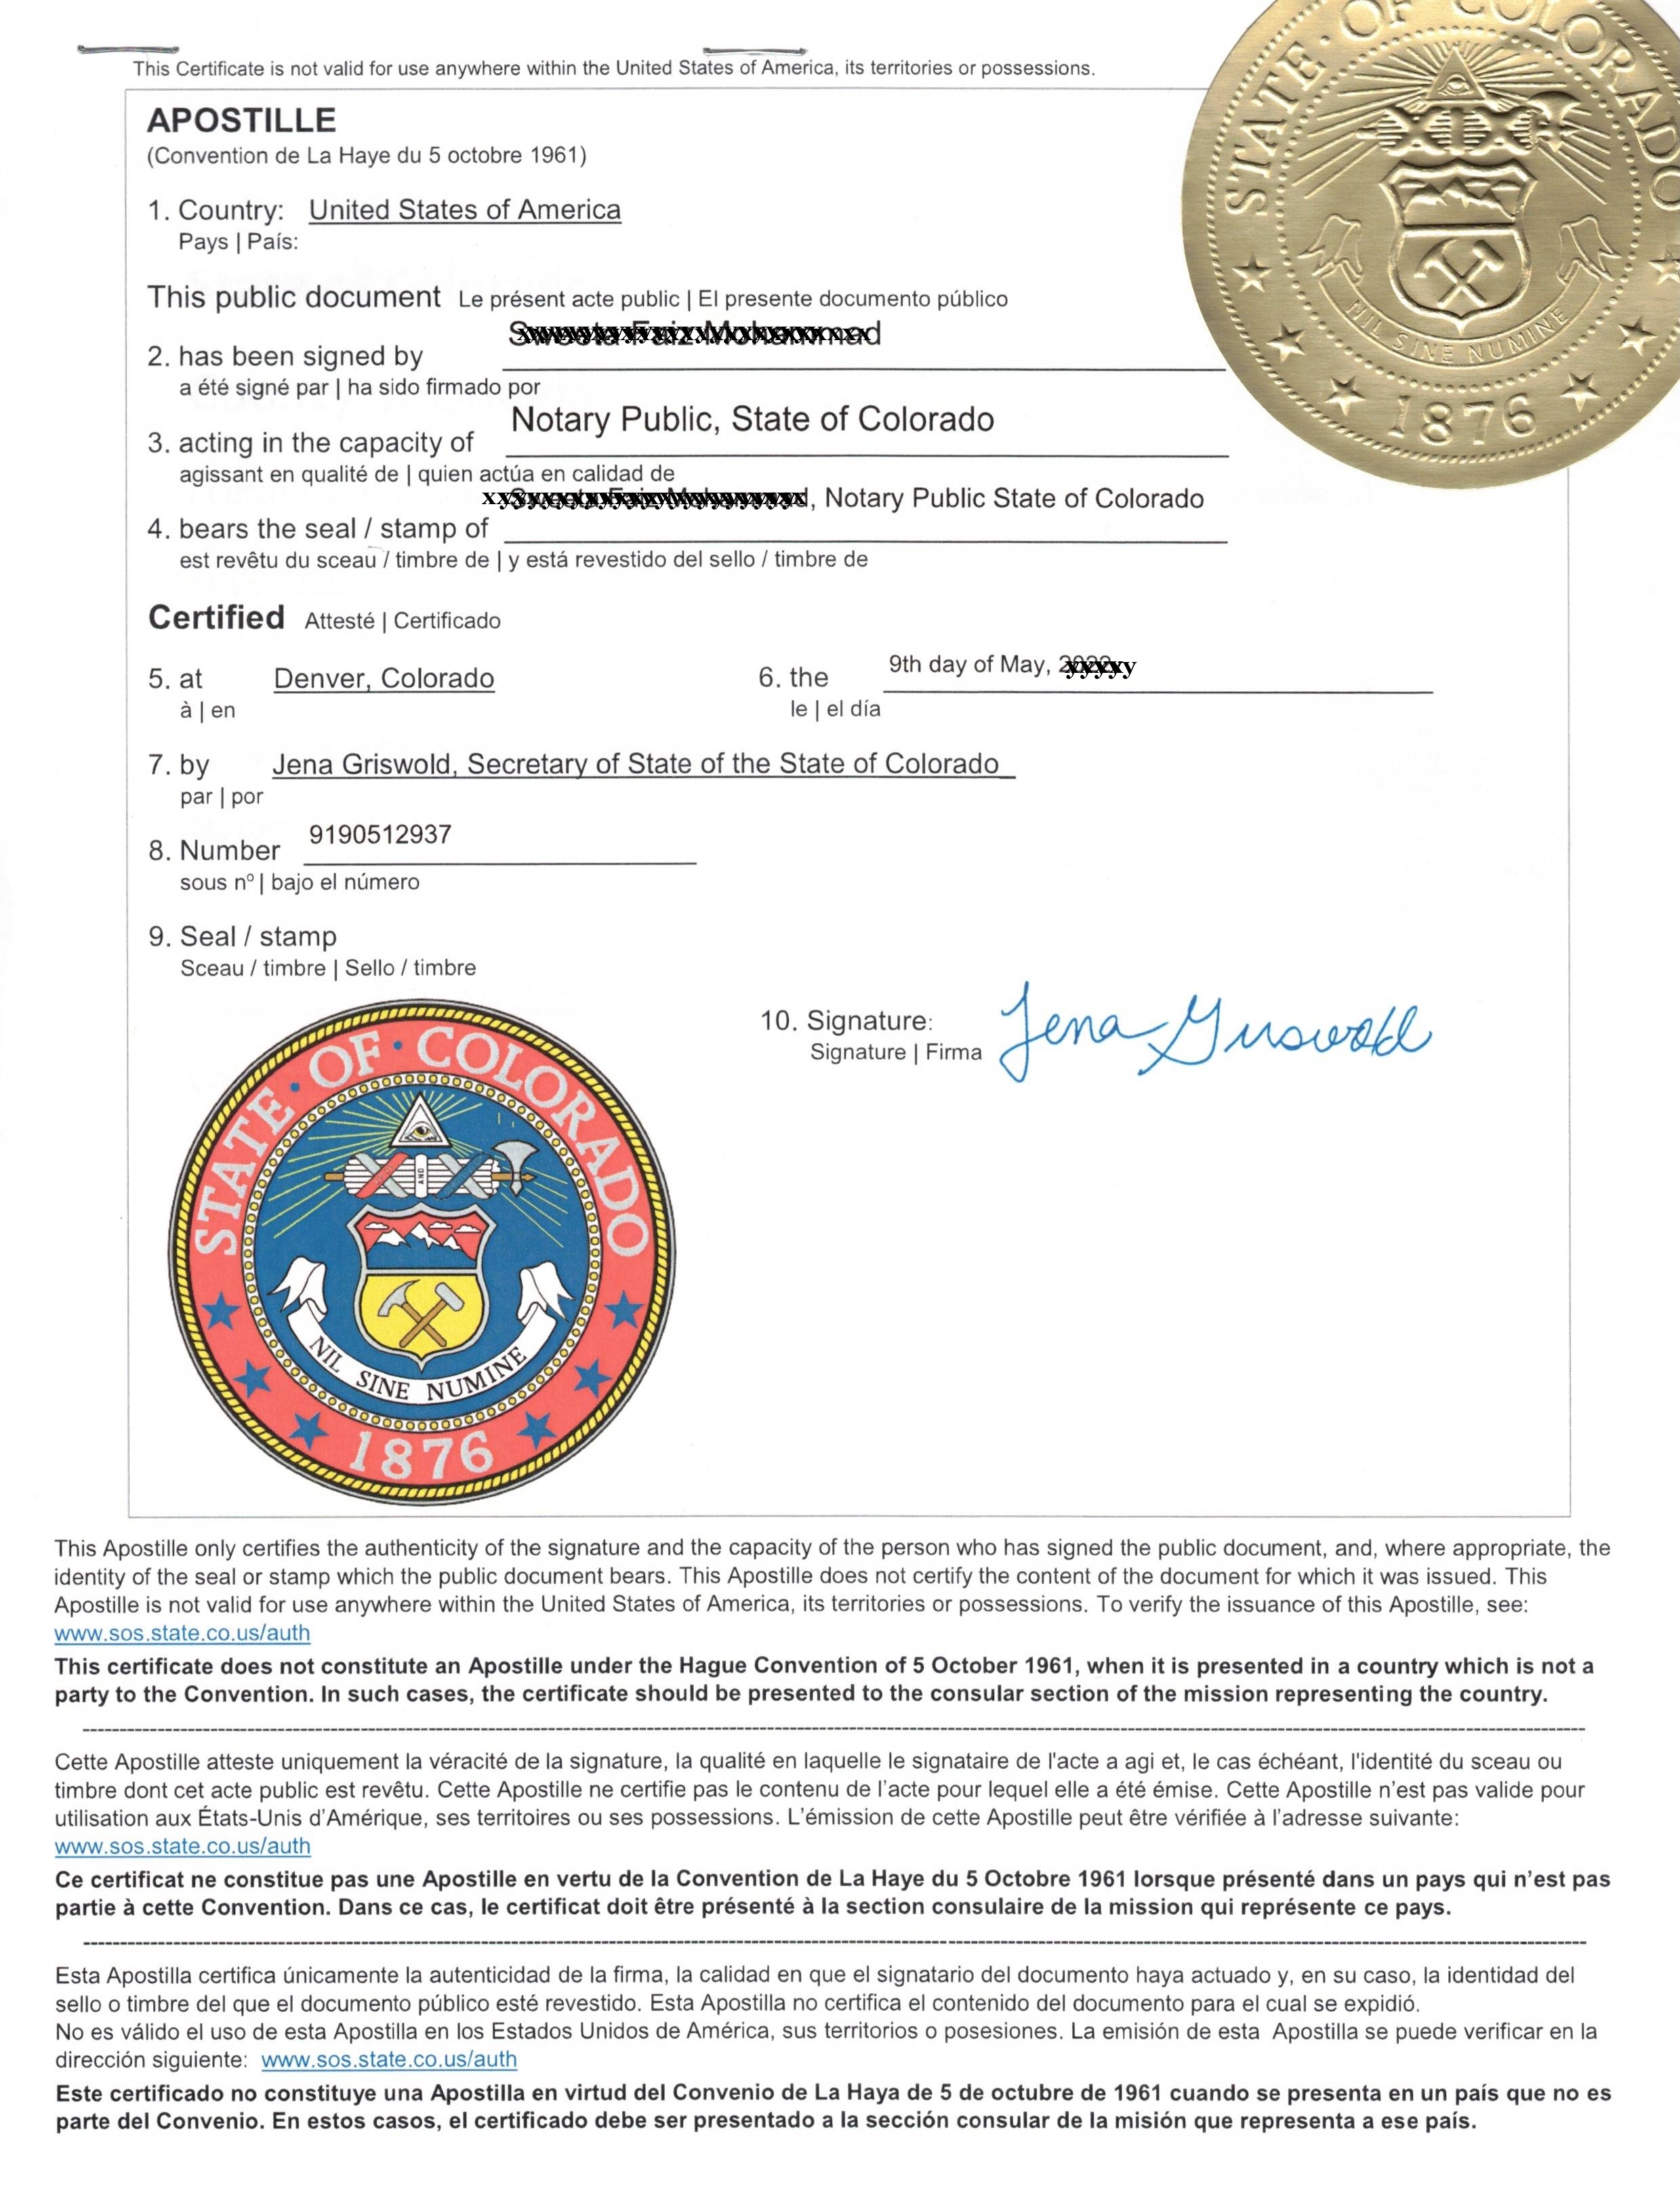 This Certificate is not valid for use anywhere within the United States of America, its territories or possessions.
STATE · OF COLORADO
NIL SINE NUMINE
1876
APOSTILLE
(Convention de La Haye du 5 octobre 1961)
1. Country: United States of America
Pays | País:
This public document Le présent acte public | El presente documento público
2. has been signed by
a été signé par | ha sido firmado por
Notary Public, State of Colorado
3. acting in the capacity of
agissant en qualité de | quien actúa en calidad de
, Notary Public State of Colorado
4. bears the seal / stamp of
est revêtu du sceau / timbre de | y está revestido del sello / timbre de
Certified Attesté | Certificado
5. at Denver, Colorado 6. the 9th day of May,
à | en le | el día
7. by Jena Griswold, Secretary of State of the State of Colorado
par | por
8. Number 9190512937
sous nº | bajo el número
9. Seal / stamp
Sceau / timbre | Sello / timbre
10. Signature: Jena Griswold
Signature | Firma
STATE · OF · COLORADO
AND
NIL SINE NUMINE
1876
This Apostille only certifies the authenticity of the signature and the capacity of the person who has signed the public document, and, where appropriate, the
identity of the seal or stamp which the public document bears. This Apostille does not certify the content of the document for which it was issued. This
Apostille is not valid for use anywhere within the United States of America, its territories or possessions. To verify the issuance of this Apostille, see:
www.sos.state.co.us/auth
This certificate does not constitute an Apostille under the Hague Convention of 5 October 1961, when it is presented in a country which is not a
party to the Convention. In such cases, the certificate should be presented to the consular section of the mission representing the country.
Cette Apostille atteste uniquement la véracité de la signature, la qualité en laquelle le signataire de l'acte a agi et, le cas échéant, l'identité du sceau ou
timbre dont cet acte public est revêtu. Cette Apostille ne certifie pas le contenu de l'acte pour lequel elle a été émise. Cette Apostille n'est pas valide pour
utilisation aux États-Unis d'Amérique, ses territoires ou ses possessions. L'émission de cette Apostille peut être vérifiée à l'adresse suivante:
www.sos.state.co.us/auth
Ce certificat ne constitue pas une Apostille en vertu de la Convention de La Haye du 5 Octobre 1961 lorsque présenté dans un pays qui n'est pas
partie à cette Convention. Dans ce cas, le certificat doit être présenté à la section consulaire de la mission qui représente ce pays.
Esta Apostilla certifica únicamente la autenticidad de la firma, la calidad en que el signatario del documento haya actuado y, en su caso, la identidad del
sello o timbre del que el documento público esté revestido. Esta Apostilla no certifica el contenido del documento para el cual se expidió.
No es válido el uso de esta Apostilla en los Estados Unidos de América, sus territorios o posesiones. La emisión de esta Apostilla se puede verificar en la
dirección siguiente: www.sos.state.co.us/auth
Este certificado no constituye una Apostilla en virtud del Convenio de La Haya de 5 de octubre de 1961 cuando se presenta en un país que no es
parte del Convenio. En estos casos, el certificado debe ser presentado a la sección consular de la misión que representa a ese país.